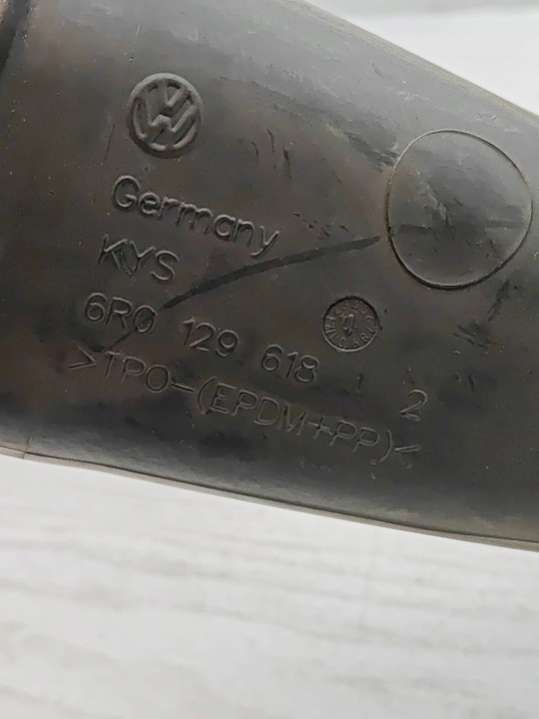 Germany
KYS
6R0 129 618 2
>TPO-(EPDM+PP)<